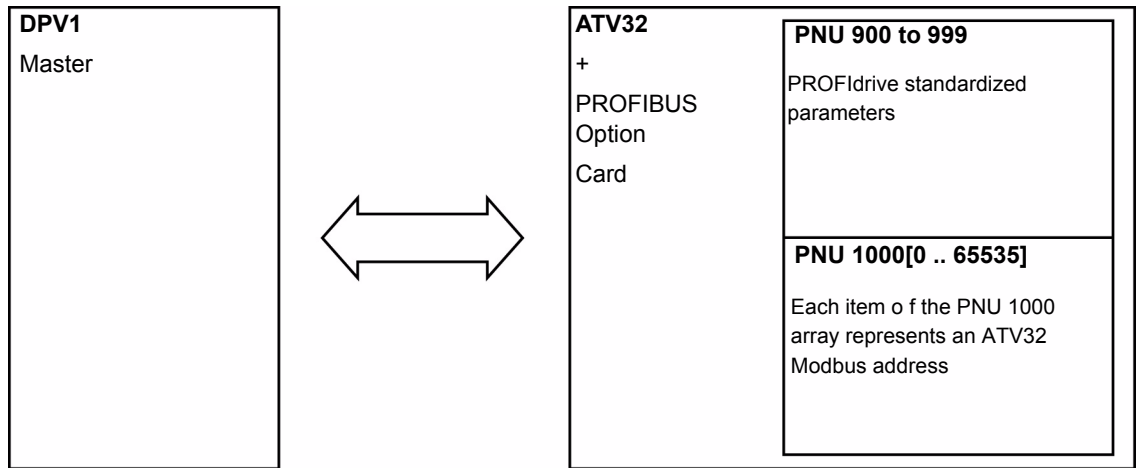 DPV1
Master
ATV32
+
PROFIBUS
Option
Card
PNU 900 to 999
PROFIdrive standardized
parameters
PNU 1000[0 .. 65535]
Each item o f the PNU 1000
array represents an ATV32
Modbus address